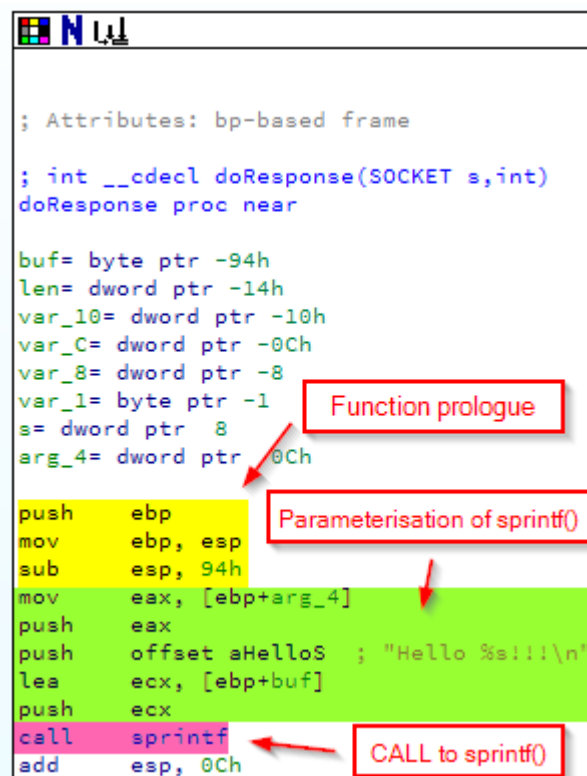 ; Attributes: bp-based frame
; int __cdecl doResponse(SOCKET s,int)
doResponse proc near
buf= byte ptr -94h
len= dword ptr -14h
var_10= dword ptr -10h
var_C= dword ptr -0Ch
var_8= dword ptr -8
var_1= byte ptr -1
s= dword ptr  8
arg_4= dword ptr  0Ch
Function prologue
push    ebp
mov     ebp, esp
sub     esp, 94h
Parameterisation of sprintf()
mov     eax, [ebp+arg_4]
push    eax
push    offset aHelloS  ; "Hello %s!!!\n"
lea     ecx, [ebp+buf]
push    ecx
call    sprintf
CALL to sprintf()
add     esp, 0Ch